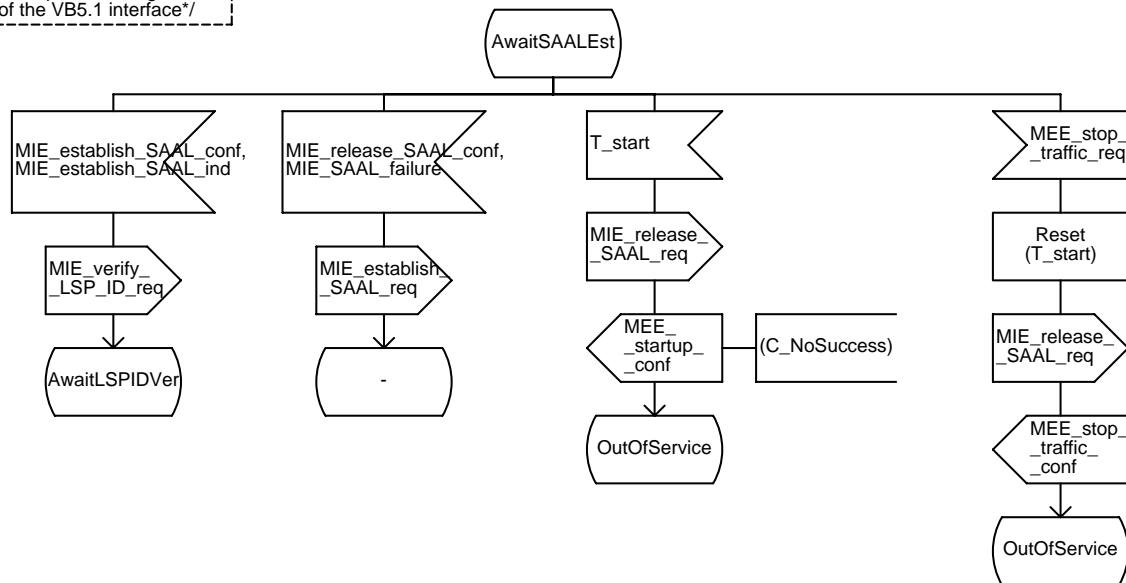 of the VB5.1 interface*/
AwaitSAALEst
MIE_establish_SAAL_conf,
MIE_establish_SAAL_ind
MIE_release_SAAL_conf,
MIE_SAAL_failure
T_start
MEE_stop_
_traffic_req
MIE_verify_
_LSP_ID_req
MIE_establish_
_SAAL_req
MIE_release_
_SAAL_req
Reset
(T_start)
AwaitLSPIDVer
-
MEE_
_startup_
_conf
(C_NoSuccess)
MIE_release_
_SAAL_req
OutOfService
MEE_stop_
_traffic_
_conf
OutOfService